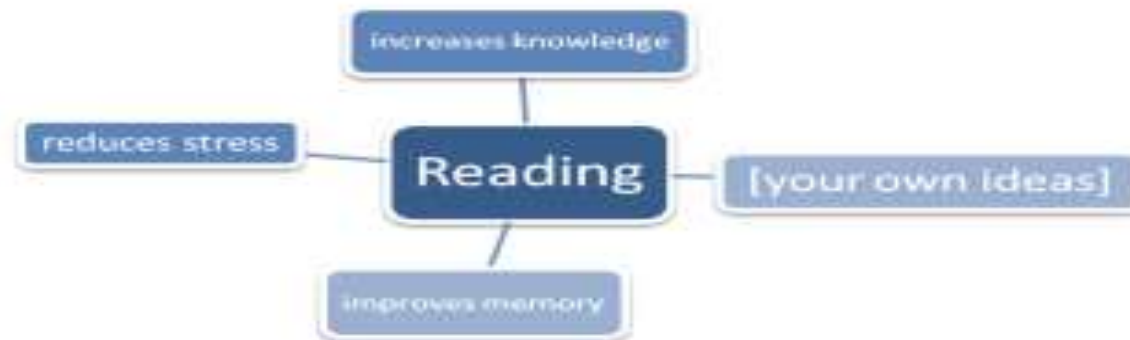 increases knowledge
reduces stress
Reading
[your own ideas]
improves memory